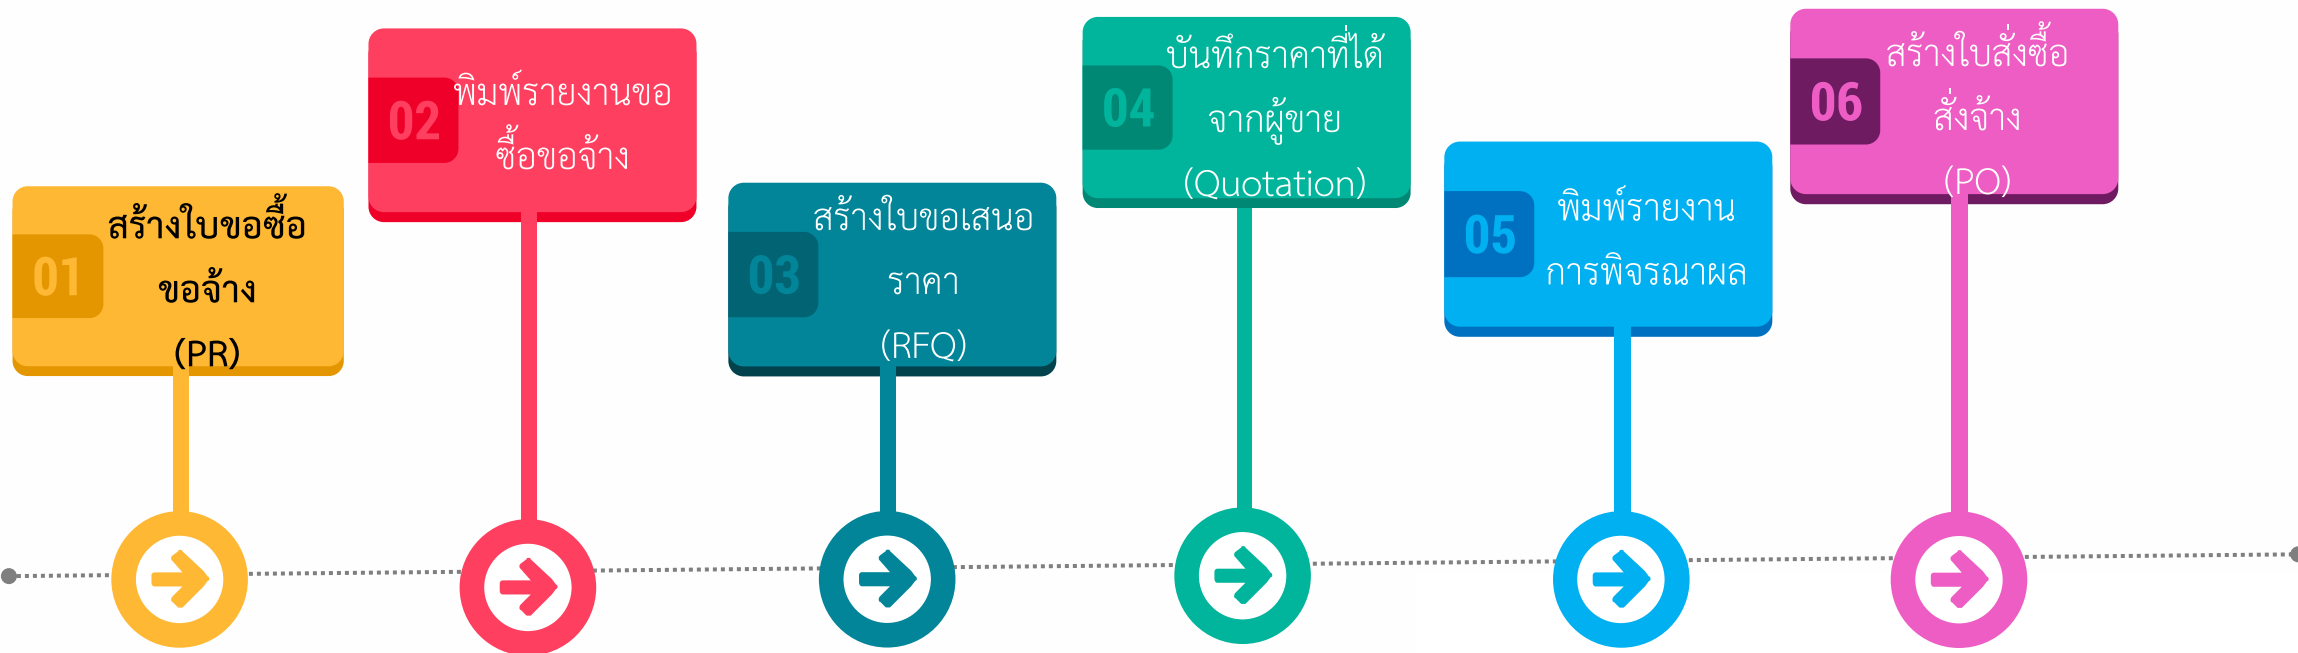 01
สร้างใบขอซื้อ
ขอจ้าง
(PR)
02
พิมพ์รายงานขอ
ซื้อขอจ้าง
03
สร้างใบขอเสนอ
ราคา
(RFQ)
04
บันทึกราคาที่ได้
จากผู้ขาย
(Quotation)
05
พิมพ์รายงาน
การพิจรณาผล
06
สร้างใบสั่งซื้อ
สั่งจ้าง
(PO)